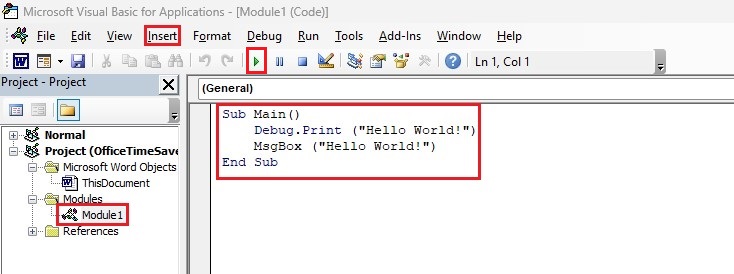 Microsoft Visual Basic for Applications - [Module1 (Code)]
File Edit View Insert Format Debug Run Tools Add-Ins Window Help
Ln 1, Col 1
Project - Project
(General)
Normal
Project (OfficeTimeSave
Microsoft Word Objects
ThisDocument
Modules
Module1
References
Sub Main()
Debug.Print ("Hello World!")
MsgBox ("Hello World!")
End Sub